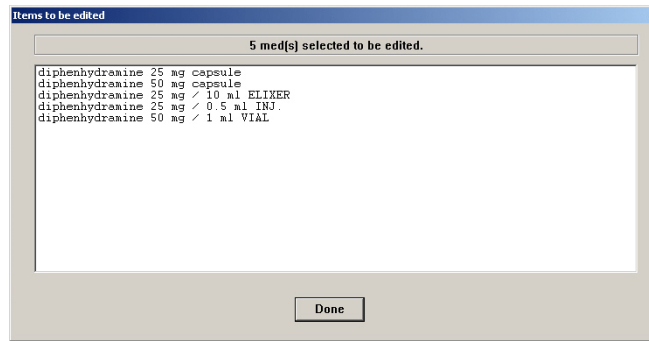 Items to be edited
5 med(s) selected to be edited.
diphenhydramine 25 mg capsule
diphenhydramine 50 mg capsule
diphenhydramine 25 mg / 10 ml ELIXER
diphenhydramine 25 mg / 0.5 ml INJ.
diphenhydramine 50 mg / 1 ml VIAL
Done